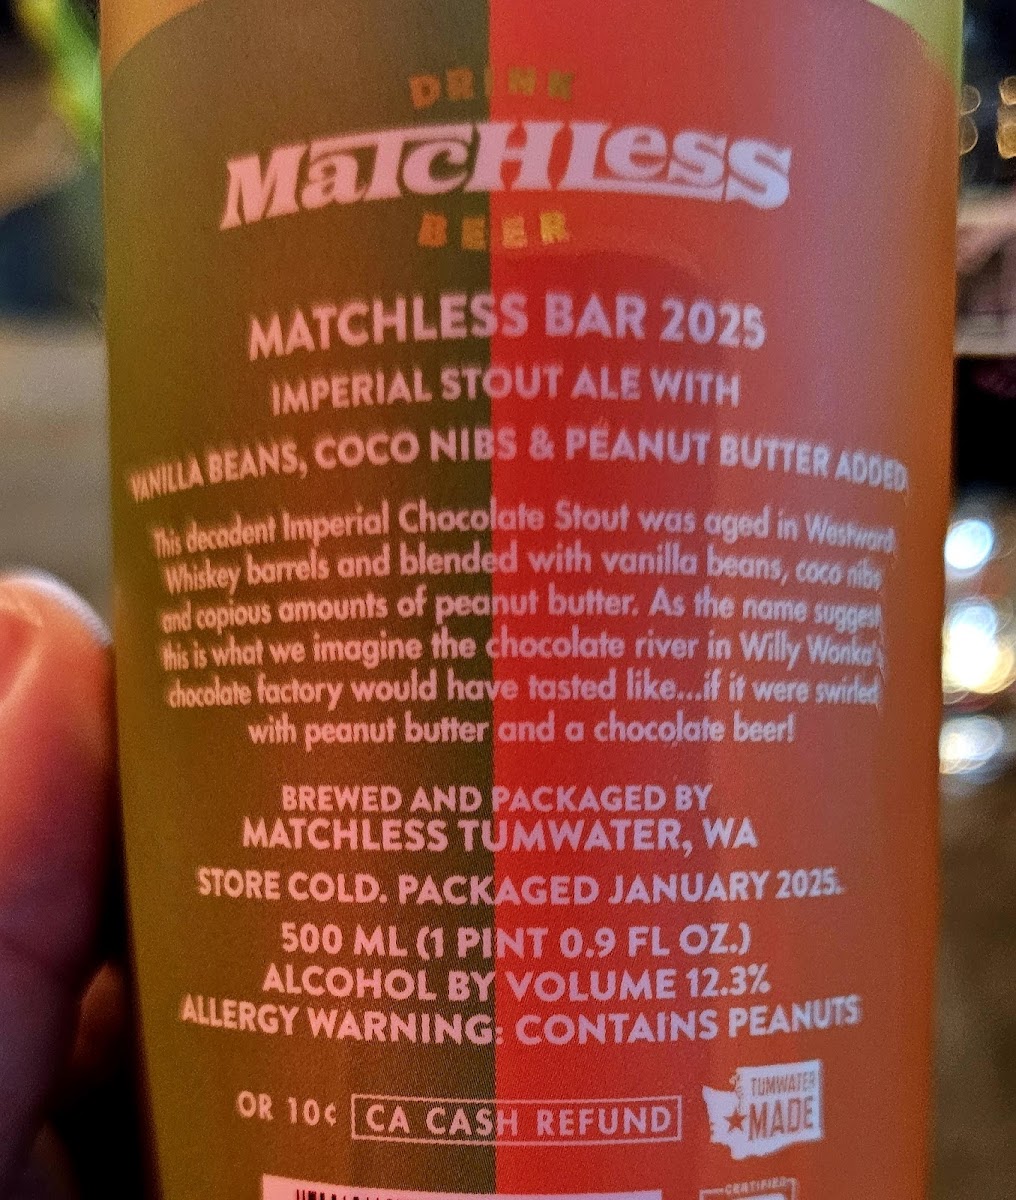 DRINK
MaTCHLess
BEER
MATCHLESS BAR 2025
IMPERIAL STOUT ALE WITH
VANILLA BEANS, COCO NIBS & PEANUT BUTTER ADDED
This decadent Imperial Chocolate Stout was aged in Westward
Whiskey barrels and blended with vanilla beans, coco nibs
and copious amounts of peanut butter. As the name suggest
this is what we imagine the chocolate river in Willy Wonka's
chocolate factory would have tasted like...if it were swirled
with peanut butter and a chocolate beer!
BREWED AND PACKAGED BY
MATCHLESS TUMWATER, WA
STORE COLD. PACKAGED JANUARY 2025.
500 ML (1 PINT 0.9 FL OZ.)
ALCOHOL BY VOLUME 12.3%
ALLERGY WARNING: CONTAINS PEANUTS
OR 10¢ CA CASH REFUND
TUMWATER
MADE
CERTIFIED